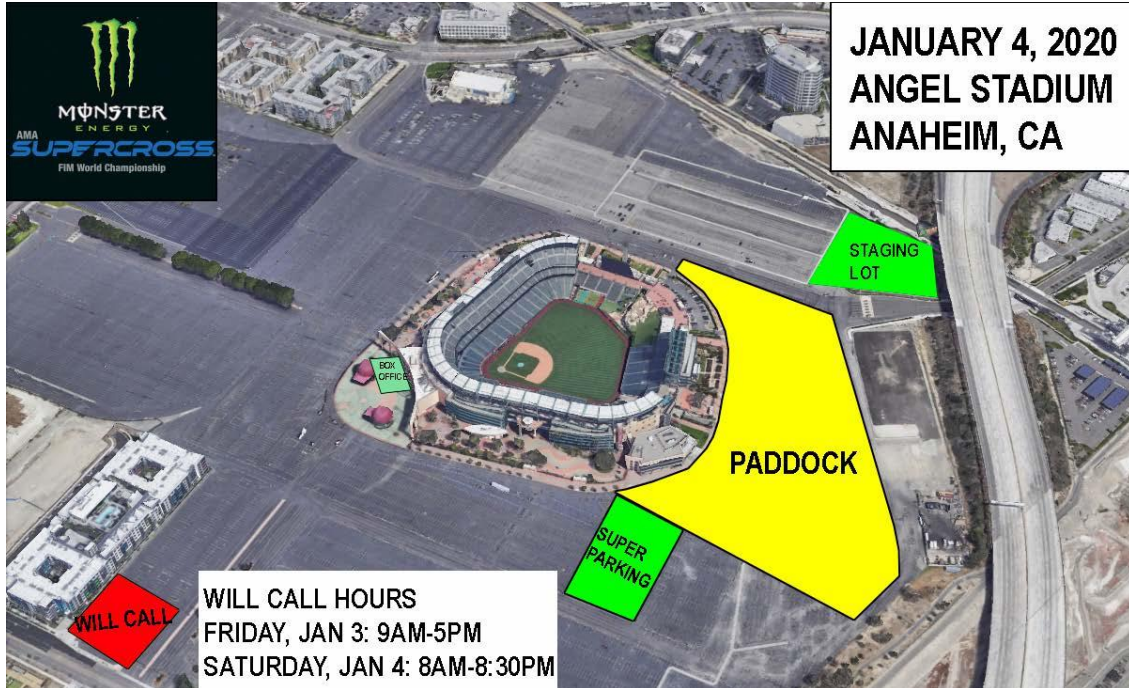 MONSTER
ENERGY
AMA
SUPERCROSS
FIM World Championship
JANUARY 4, 2020
ANGEL STADIUM
ANAHEIM, CA
STAGING
LOT
BOX
OFFICE
PADDOCK
SUPER
PARKING
WILL CALL
WILL CALL HOURS
FRIDAY, JAN 3: 9AM-5PM
SATURDAY, JAN 4: 8AM-8:30PM